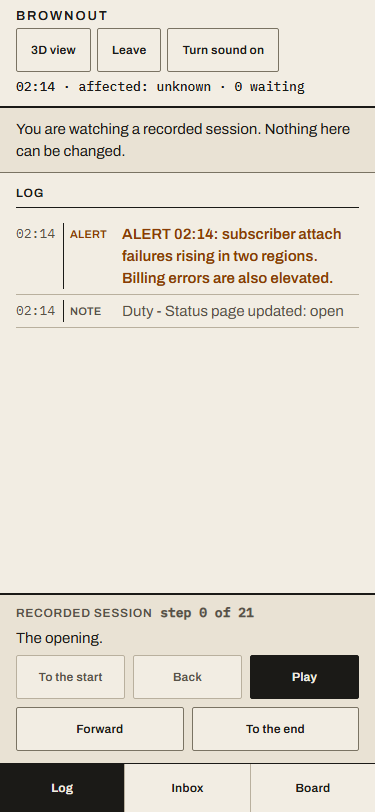 BROWNOUT
3D view
Leave
Turn sound on
02:14 · affected: unknown · 0 waiting
You are watching a recorded session. Nothing here
can be changed.
LOG
02:14 ALERT ALERT 02:14: subscriber attach
failures rising in two regions.
Billing errors are also elevated.
02:14 NOTE Duty - Status page updated: open
RECORDED SESSION step 0 of 21
The opening.
To the start
Back
Play
Forward
To the end
Log
Inbox
Board